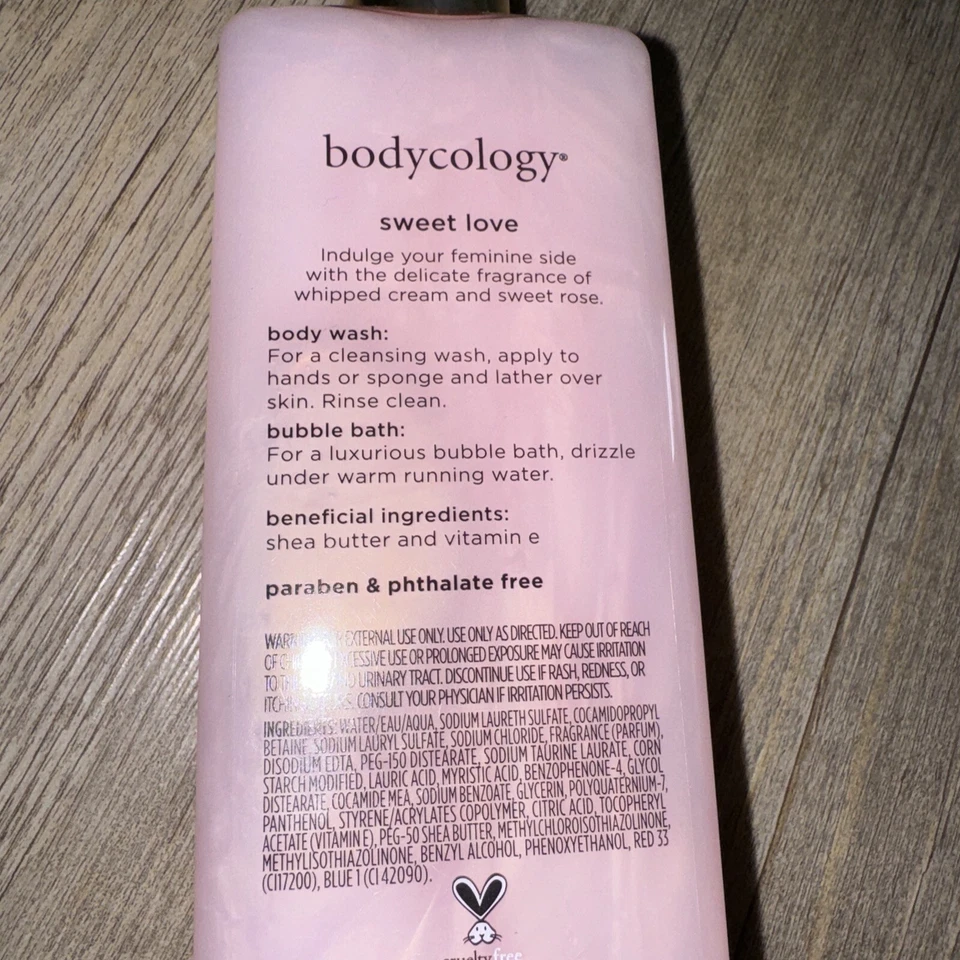 bodycology®
sweet love
Indulge your feminine side
with the delicate fragrance of
whipped cream and sweet rose.
body wash:
For a cleansing wash, apply to
hands or sponge and lather over
skin. Rinse clean.
bubble bath:
For a luxurious bubble bath, drizzle
under warm running water.
beneficial ingredients:
shea butter and vitamin e
paraben & phthalate free
EXTERNAL USE ONLY. USE ONLY AS DIRECTED. KEEP OUT OF REACH
OF USE OR PROLONGED EXPOSURE MAY CAUSE IRRITATION
TO URINARY TRACT. DISCONTINUE USE IF RASH, REDNESS, OR
CONSULT YOUR PHYSICIAN IF IRRITATION PERSISTS.
INGREDIENTS: WATER/EAU/AQUA, SODIUM LAURETH SULFATE, COCAMIDOPROPYL
BETAINE, SODIUM LAURYL SULFATE, SODIUM CHLORIDE, FRAGRANCE (PARFUM),
DISODIUM EDTA, PEG-150 DISTEARATE, SODIUM TAURINE LAURATE, CORN
STARCH MODIFIED, LAURIC ACID, MYRISTIC ACID, BENZOPHENONE-4, GLYCOL
DISTEARATE, COCAMIDE MEA, SODIUM BENZOATE, GLYCERIN, POLYQUATERNIUM-7,
PANTHENOL, STYRENE/ACRYLATES COPOLYMER, CITRIC ACID, TOCOPHERYL
ACETATE (VITAMIN E), PEG-50 SHEA BUTTER, METHYLCHLOROISOTHIAZOLINONE,
METHYLISOTHIAZOLINONE, BENZYL ALCOHOL, PHENOXYETHANOL, RED 33
(CI17200), BLUE 1 (CI 42090).
crueltyfree